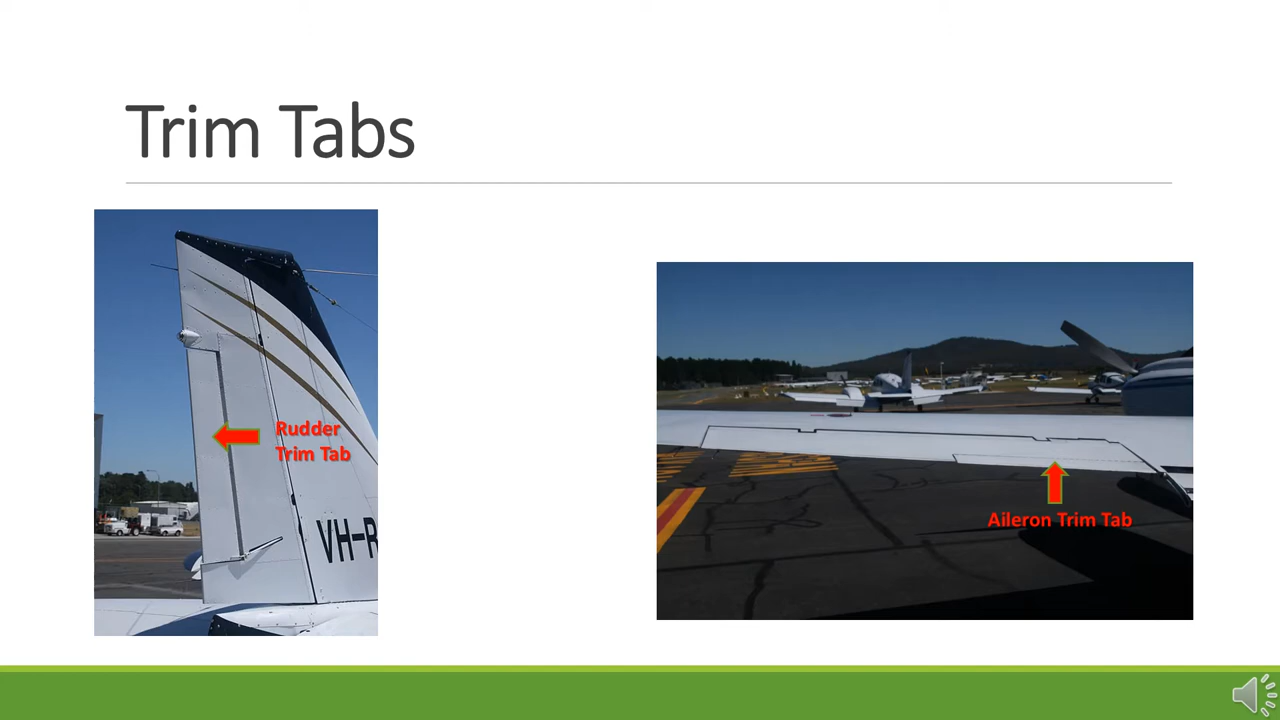 Trim Tabs
Rudder
Trim Tab
VH-R
Aileron Trim Tab